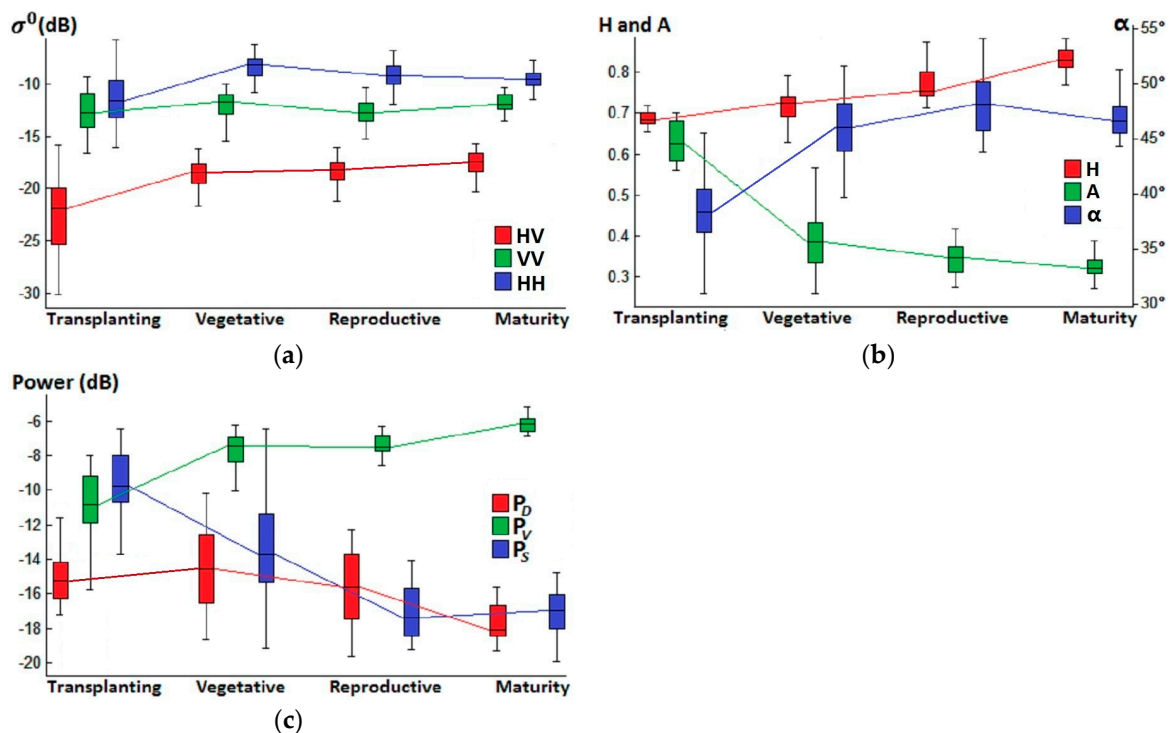 σ⁰(dB)
-10
-15
-20
-25
-30
HV
VV
HH
Transplanting Vegetative Reproductive Maturity
(a)
H and A
α
0.8
0.7
0.6
0.5
0.4
0.3
55°
50°
45°
40°
35°
30°
H
A
α
Transplanting Vegetative Reproductive Maturity
(b)
Power (dB)
-6
-8
-10
-12
-14
-16
-18
-20
P_D
P_V
P_S
Transplanting Vegetative Reproductive Maturity
(c)